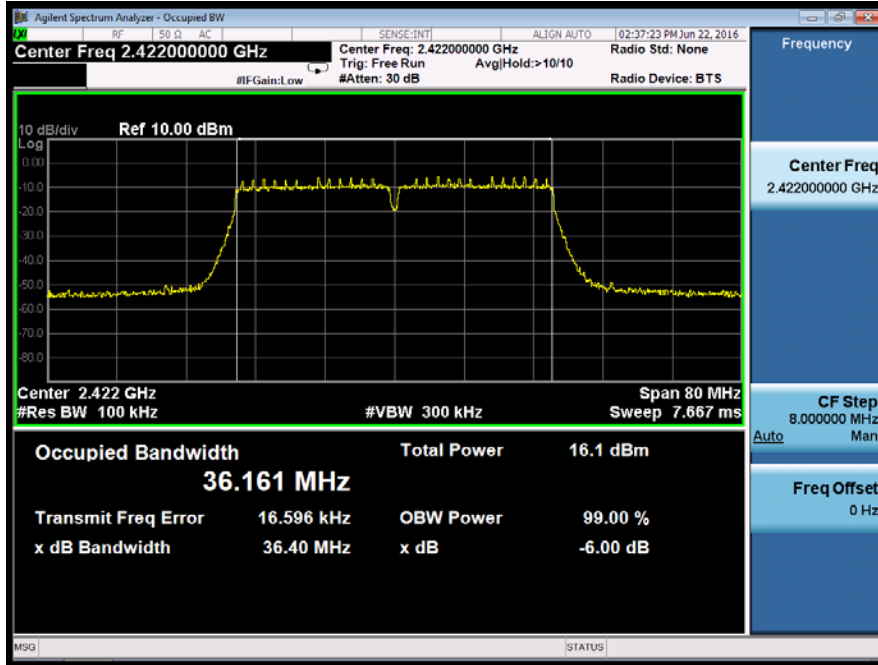 Agilent Spectrum Analyzer - Occupied BW
RF 50 Ω AC SENSE:INT ALIGN AUTO 02:37:23 PM Jun 22, 2016
Center Freq 2.422000000 GHz
Center Freq: 2.422000000 GHz Radio Std: None
Trig: Free Run Avg|Hold:>10/10
#IFGain:Low #Atten: 30 dB Radio Device: BTS
Frequency
10 dB/div Ref 10.00 dBm
Log
0.00
-10.0
-20.0
-30.0
-40.0
-50.0
-60.0
-70.0
-80.0
Center 2.422 GHz Span 80 MHz
#Res BW 100 kHz #VBW 300 kHz Sweep 7.667 ms
Center Freq
2.422000000 GHz
CF Step
8.000000 MHz
Auto Man
Freq Offset
0 Hz
Occupied Bandwidth Total Power 16.1 dBm
36.161 MHz
Transmit Freq Error 16.596 kHz OBW Power 99.00 %
x dB Bandwidth 36.40 MHz x dB -6.00 dB
MSG STATUS